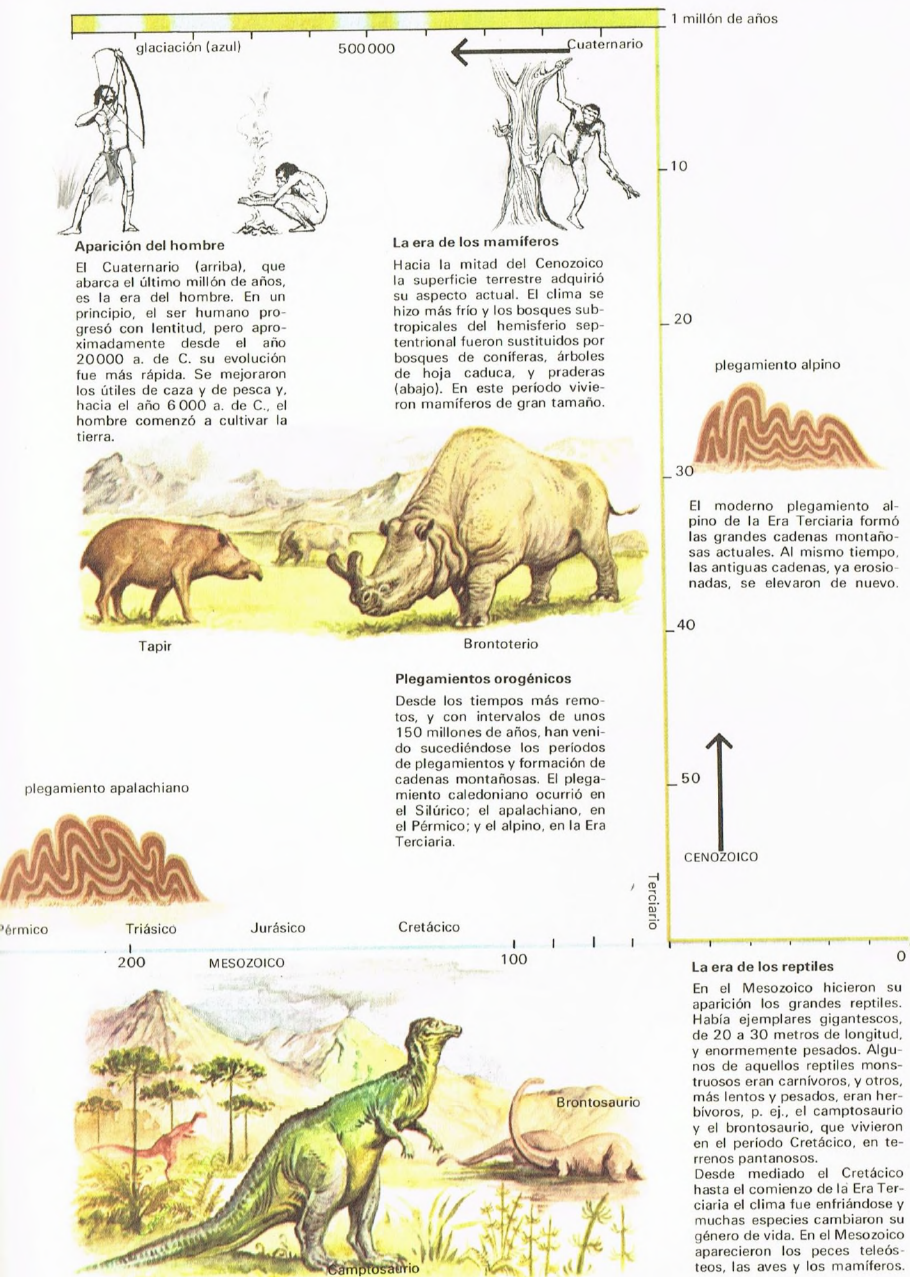 1 millón de años
glaciación (azul)
500 000
Cuaternario
10
20
30
40
50
Aparición del hombre
El Cuaternario (arriba), que
abarca el último millón de años,
es la era del hombre. En un
principio, el ser humano pro-
gresó con lentitud, pero apro-
ximadamente desde el año
20000 a. de C. su evolución
fue más rápida. Se mejoraron
los útiles de caza y de pesca y,
hacia el año 6 000 a. de C., el
hombre comenzó a cultivar la
tierra.
La era de los mamíferos
Hacia la mitad del Cenozoico
la superficie terrestre adquirió
su aspecto actual. El clima se
hizo más frío y los bosques sub-
tropicales del hemisferio sep-
tentrional fueron sustituidos por
bosques de coníferas, árboles
de hoja caduca, y praderas
(abajo). En este período vivie-
ron mamíferos de gran tamaño.
plegamiento alpino
El moderno plegamiento al-
pino de la Era Terciaria formó
las grandes cadenas montaño-
sas actuales. Al mismo tiempo,
las antiguas cadenas, ya erosio-
nadas, se elevaron de nuevo.
Tapir
Brontoterio
Plegamientos orogénicos
Desde los tiempos más remo-
tos, y con intervalos de unos
150 millones de años, han veni-
do sucediéndose los períodos
de plegamientos y formación de
cadenas montañosas. El plega-
miento caledoniano ocurrió en
el Silúrico; el apalachiano, en
el Pérmico; y el alpino, en la Era
Terciaria.
plegamiento apalachiano
CENOZOICO
Terciario
Pérmico
Triásico
Jurásico
Cretácico
200
MESOZOICO
100
0
La era de los reptiles
En el Mesozoico hicieron su
aparición los grandes reptiles.
Había ejemplares gigantescos,
de 20 a 30 metros de longitud,
y enormemente pesados. Algu-
nos de aquellos reptiles mons-
truosos eran carnívoros, y otros,
más lentos y pesados, eran her-
bívoros, p. ej., el camptosaurio
y el brontosaurio, que vivieron
en el período Cretácico, en te-
rrenos pantanosos.
Desde mediado el Cretácico
hasta el comienzo de la Era Ter-
ciaria el clima fue enfriándose y
muchas especies cambiaron su
género de vida. En el Mesozoico
aparecieron los peces teleós-
teos, las aves y los mamíferos.
Brontosaurio
Camptosaurio